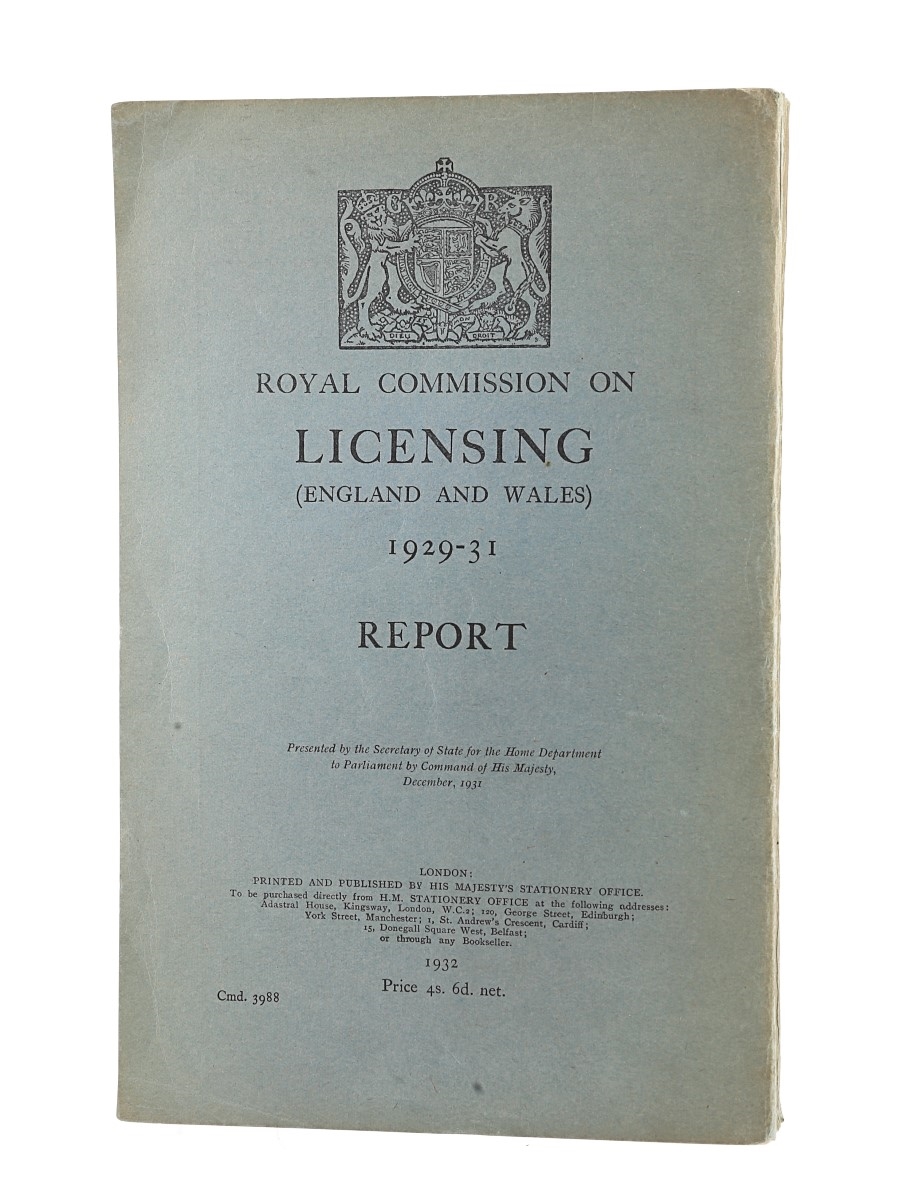 G R
DIEU ET MON DROIT
ROYAL COMMISSION ON
LICENSING
(ENGLAND AND WALES)
1929-31
REPORT
Presented by the Secretary of State for the Home Department
to Parliament by Command of His Majesty,
December, 1931
LONDON:
PRINTED AND PUBLISHED BY HIS MAJESTY'S STATIONERY OFFICE.
To be purchased directly from H.M. STATIONERY OFFICE at the following addresses:
Adastral House, Kingsway, London, W.C.2; 120, George Street, Edinburgh;
York Street, Manchester; 1, St. Andrew's Crescent, Cardiff;
15, Donegall Square West, Belfast;
or through any Bookseller.
1932
Price 4s. 6d. net.
Cmd. 3988